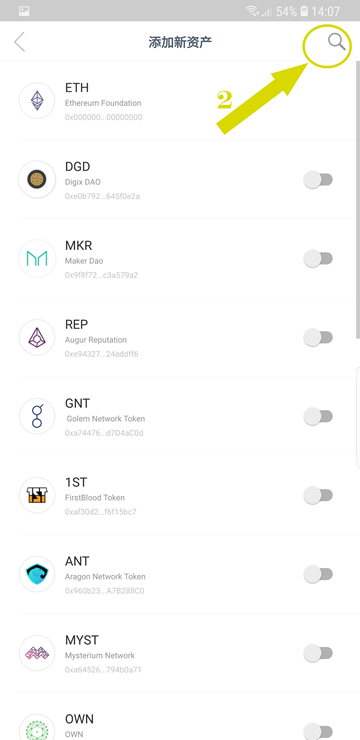 54% 14:07
添加新资产
2
ETH
Ethereum Foundation
0x000000...00000000
DGD
Digix DAO
0xe0b792...645f0e2a
MKR
Maker Dao
0x9f8f72...c3a579a2
REP
Augur Reputation
0xe94327...24addff6
GNT
Golem Network Token
0xa74476...d7D4aC0d
1ST
FirstBlood Token
0xaf30d2...f6f15bc7
ANT
Aragon Network Token
0x960b23...A7B288C0
MYST
Mysterium Network
0xa64526...794b0a71
OWN
OWN